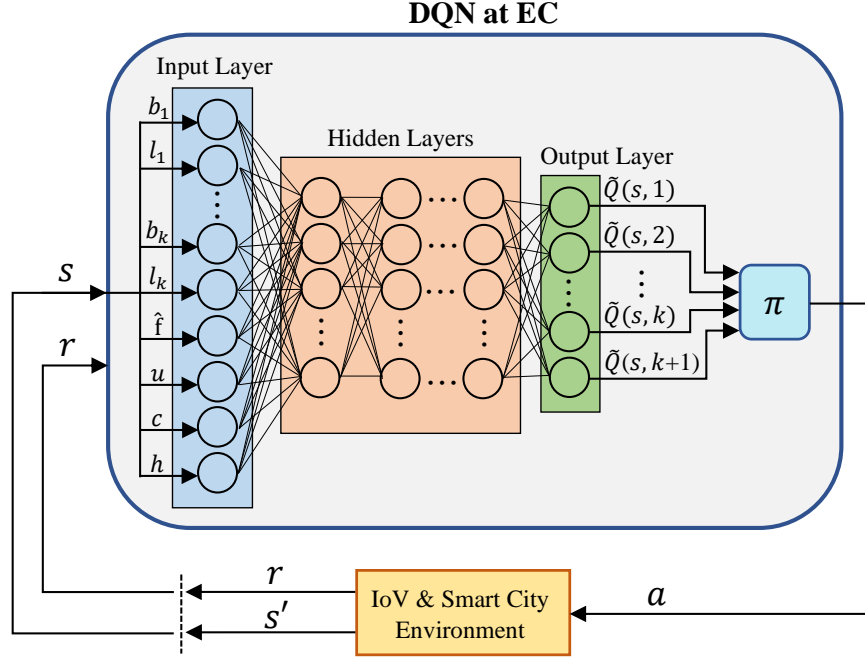 DQN at EC
Input Layer
Hidden Layers
Output Layer
b₁
l₁
bₖ
lₖ
f̂
u
c
h
s
r
Q̃(s, 1)
Q̃(s, 2)
Q̃(s, k)
Q̃(s, k+1)
π
r
s′
IoV & Smart City
Environment
a